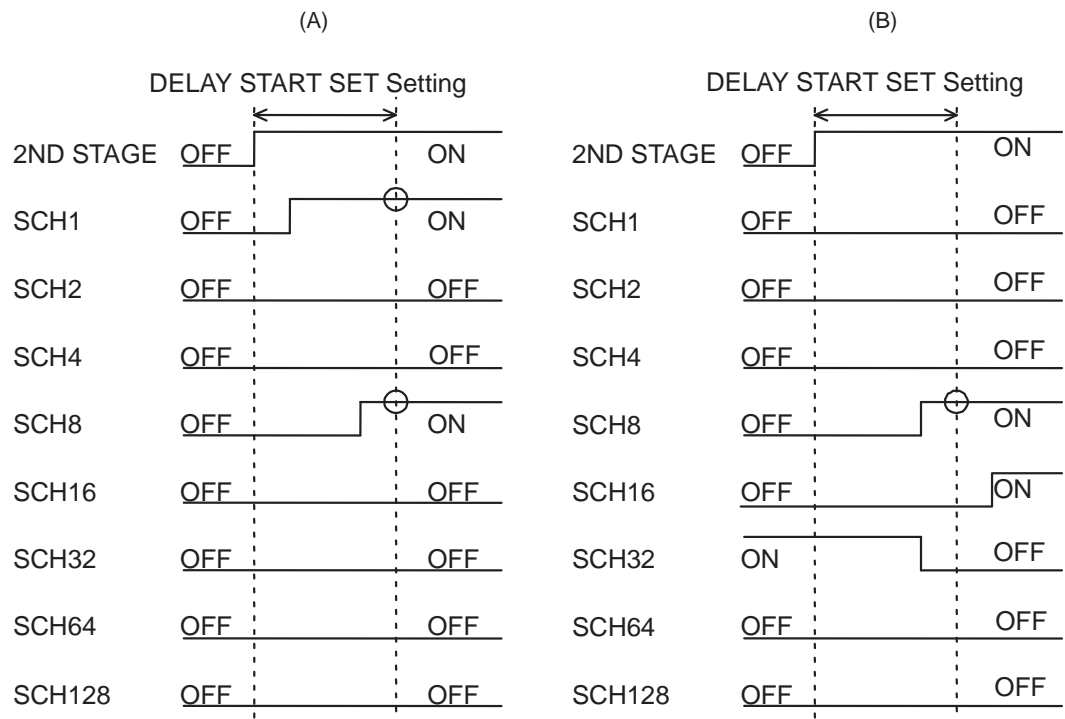 (A)
DELAY START SET Setting
2ND STAGE OFF ON
SCH1 OFF ON
SCH2 OFF OFF
SCH4 OFF OFF
SCH8 OFF ON
SCH16 OFF OFF
SCH32 OFF OFF
SCH64 OFF OFF
SCH128 OFF OFF
(B)
DELAY START SET Setting
2ND STAGE OFF ON
SCH1 OFF OFF
SCH2 OFF OFF
SCH4 OFF OFF
SCH8 OFF ON
SCH16 OFF ON
SCH32 ON OFF
SCH64 OFF OFF
SCH128 OFF OFF